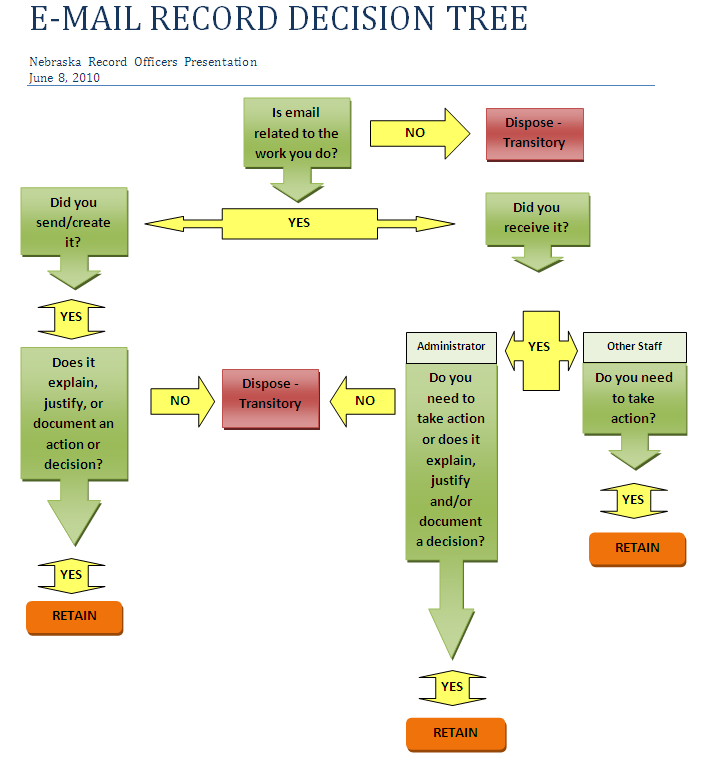 E-MAIL RECORD DECISION TREE
Nebraska Record Officers Presentation
June 8, 2010
Is email
related to the
work you do?
NO
Dispose -
Transitory
Did you
send/create
it?
YES
Did you
receive it?
YES
Does it
explain,
justify, or
document an
action or
decision?
NO
Dispose -
Transitory
NO
Administrator
Do you
need to
take action
or does it
explain,
justify
and/or
document
a decision?
YES
Other Staff
Do you need
to take
action?
YES
RETAIN
YES
RETAIN
YES
RETAIN